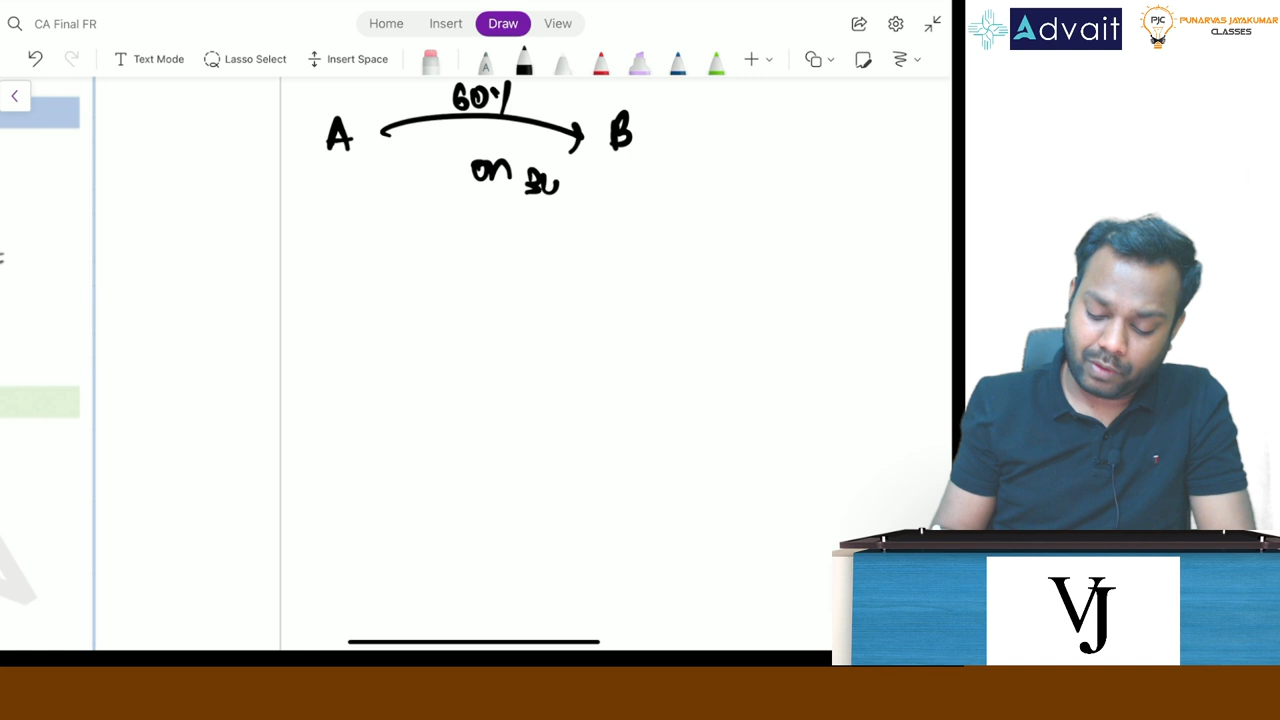 CA Final FR
Home Insert Draw View
Advait
PJC
PUNARVAS JAYAKUMAR
CLASSES
Text Mode
Lasso Select
Insert Space
A
60%
A B
on
VJ